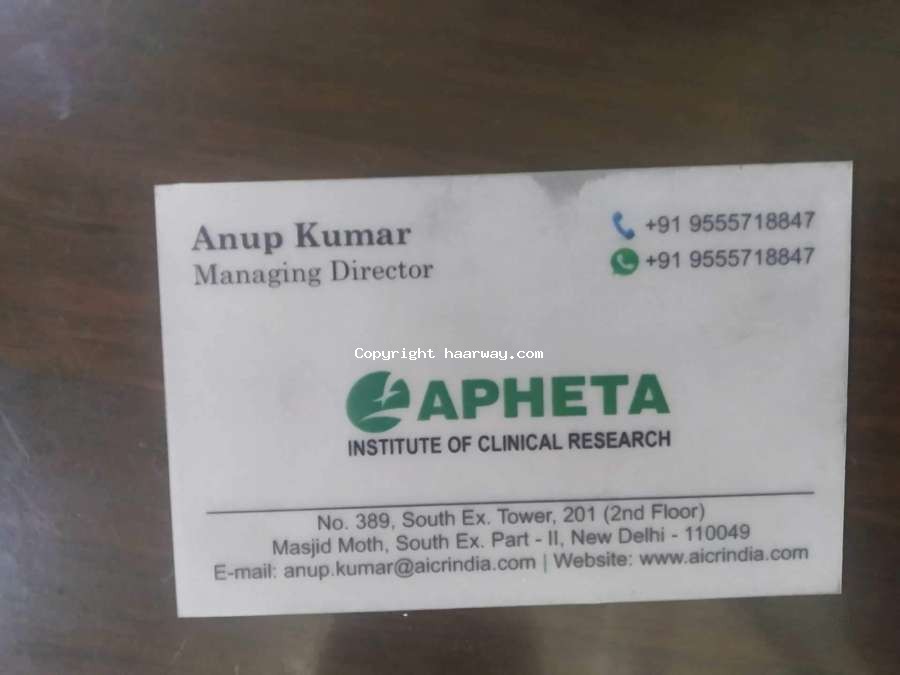 Anup Kumar
Managing Director
+91 9555718847
+91 9555718847
Copyright haarway.com
APHETA
INSTITUTE OF CLINICAL RESEARCH
No. 389, South Ex. Tower, 201 (2nd Floor)
Masjid Moth, South Ex. Part - II, New Delhi - 110049
E-mail: anup.kumar@aicrindia.com | Website: www.aicrindia.com